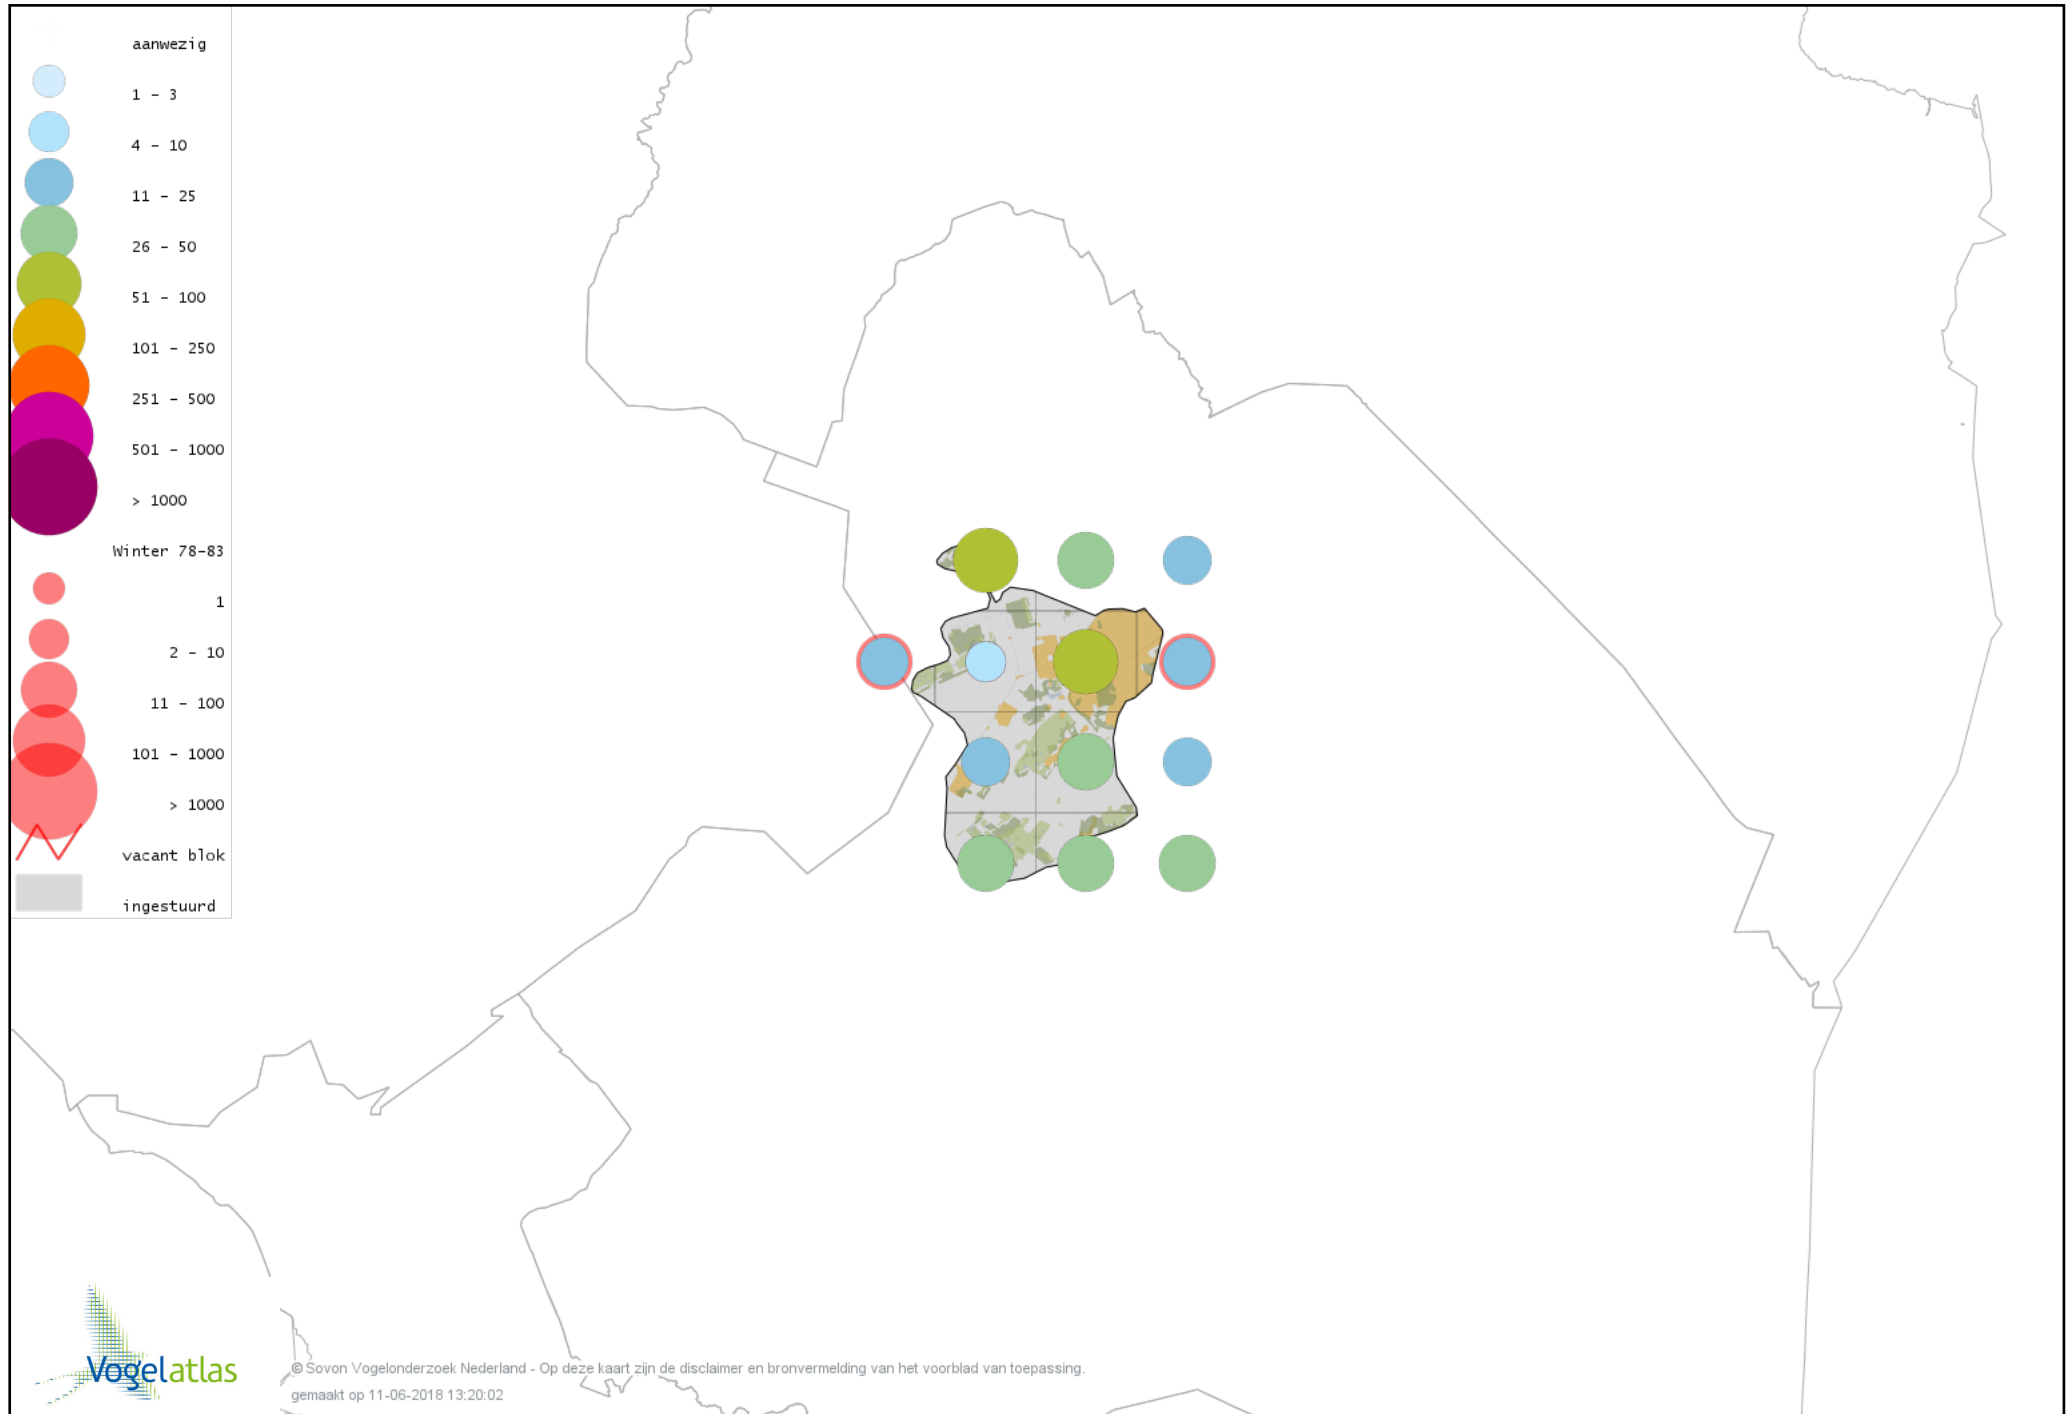 aanwezig
1 – 3
4 – 10
11 – 25
26 – 50
51 – 100
101 – 250
251 – 500
501 – 1000
> 1000
Winter 78-83
1
2 – 10
11 – 100
101 – 1000
> 1000
vacant blok
ingestuurd
Vogelatlas
© Sovon Vogelonderzoek Nederland - Op deze kaart zijn de disclaimer en bronvermelding van het voorblad van toepassing.
gemaakt op 11-06-2018 13:20:02